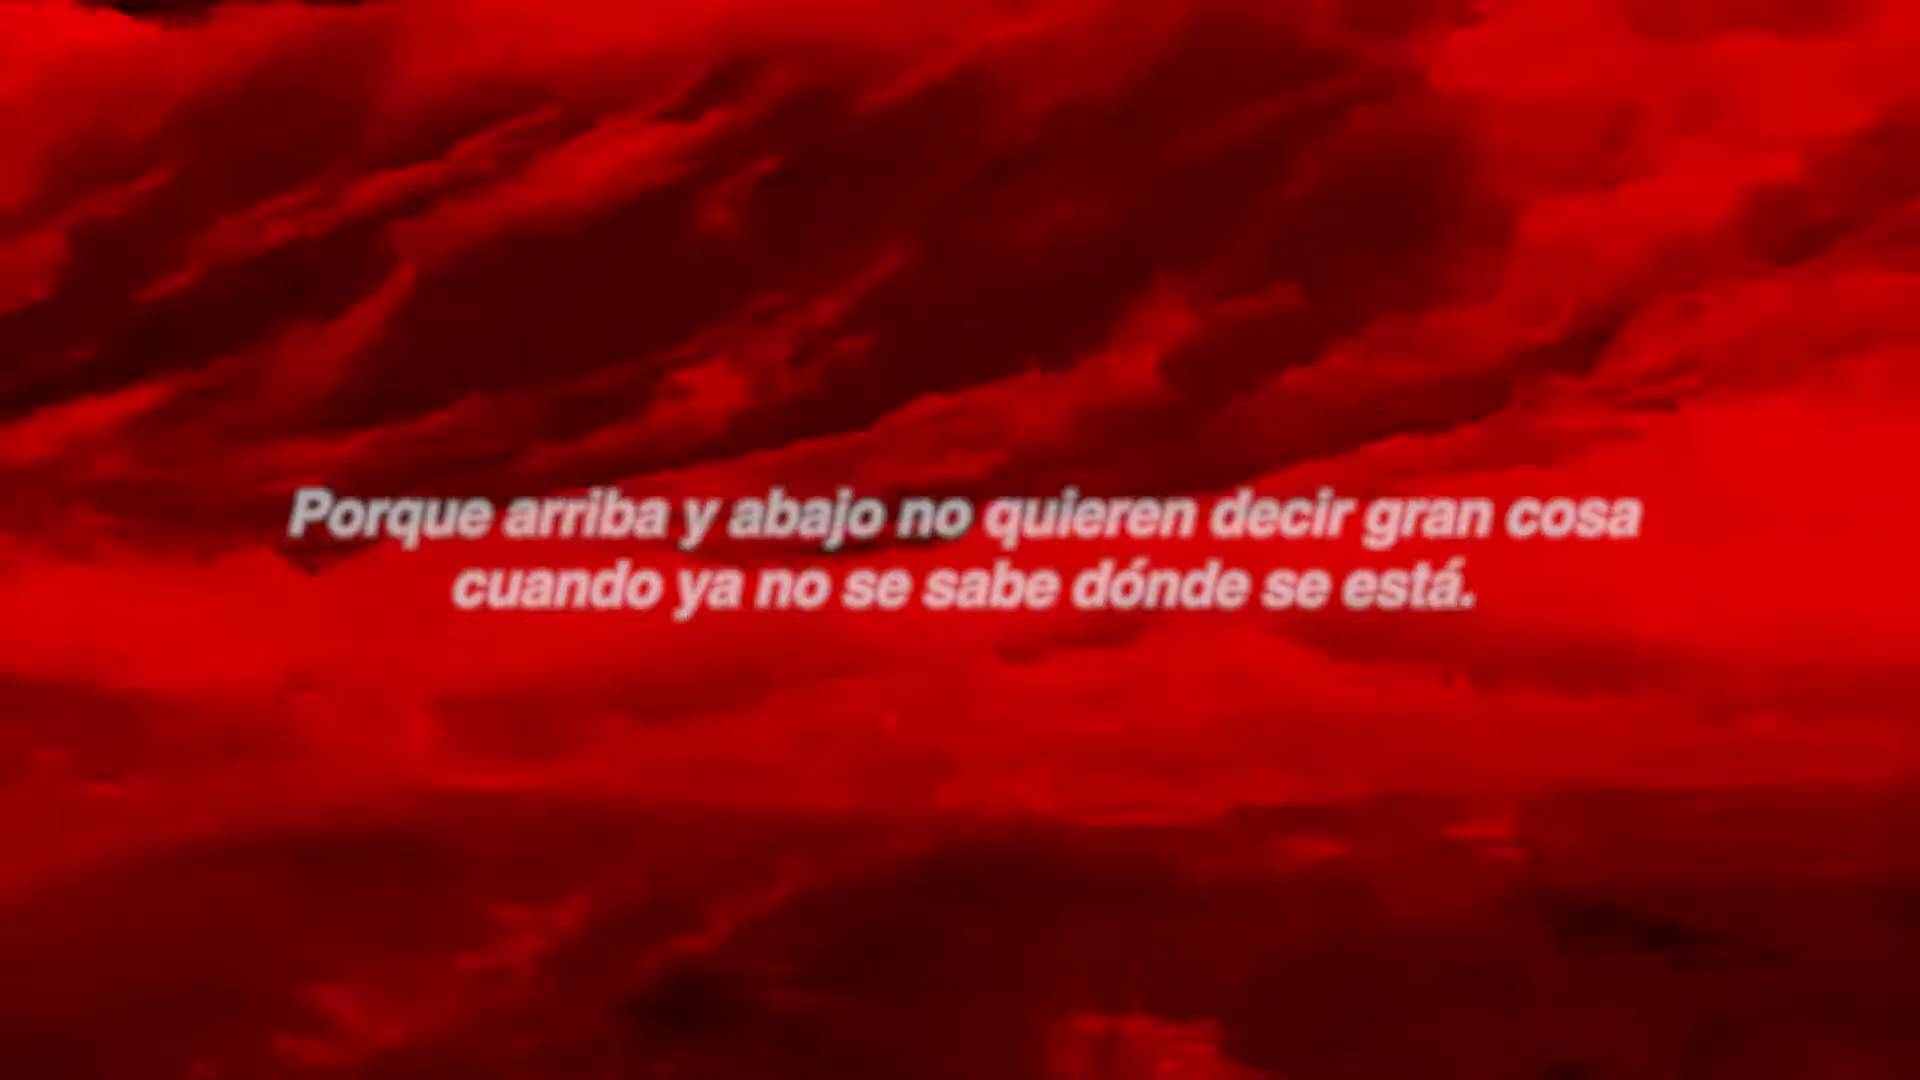 Porque arriba y abajo no quieren decir gran cosa
cuando ya no se sabe dónde se está.